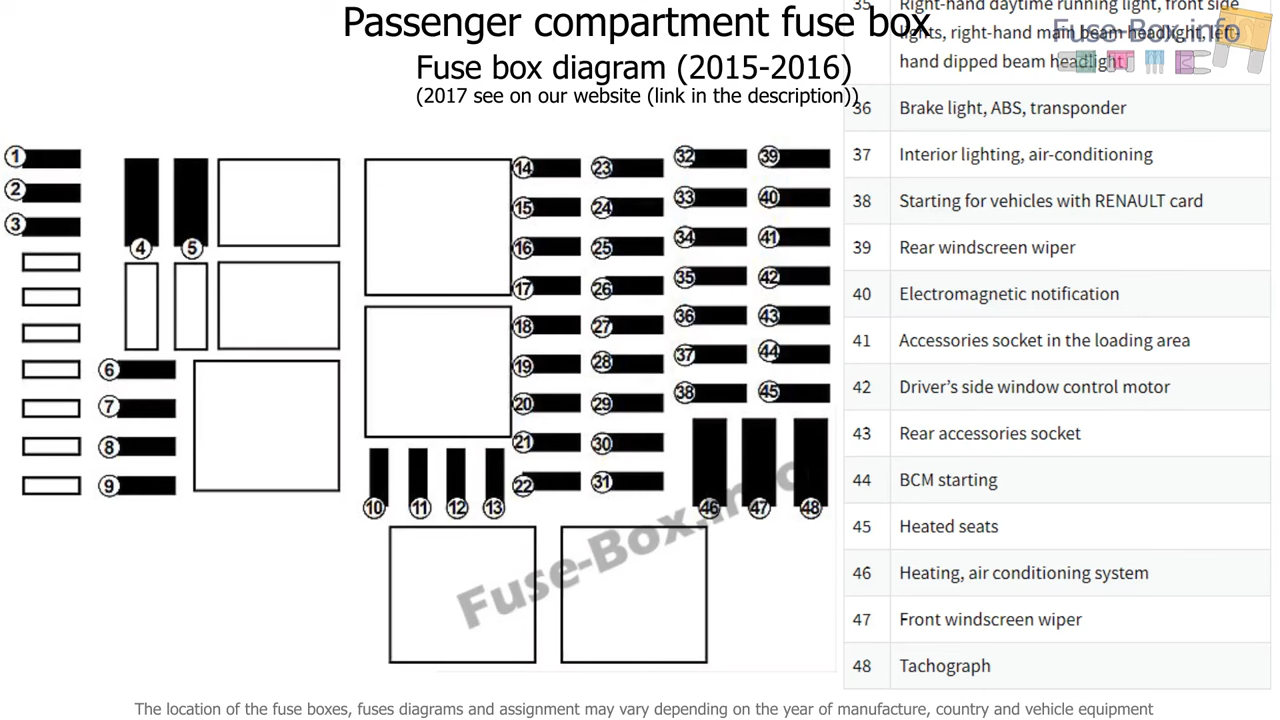 Passenger compartment fuse box
Fuse box diagram (2015-2016)
(2017 see on our website (link in the description))
Fuse-Box.info
1
2
3
4
5
6
7
8
9
10
11
12
13
14
15
16
17
18
19
20
21
22
23
24
25
26
27
28
29
30
31
32
33
34
35
36
37
38
39
40
41
42
43
44
45
46
47
48
Fuse-Box.info
35 Right-hand daytime running light, front side
lights, right-hand main beam headlight, left-
hand dipped beam headlight
36 Brake light, ABS, transponder
37 Interior lighting, air-conditioning
38 Starting for vehicles with RENAULT card
39 Rear windscreen wiper
40 Electromagnetic notification
41 Accessories socket in the loading area
42 Driver’s side window control motor
43 Rear accessories socket
44 BCM starting
45 Heated seats
46 Heating, air conditioning system
47 Front windscreen wiper
48 Tachograph
The location of the fuse boxes, fuses diagrams and assignment may vary depending on the year of manufacture, country and vehicle equipment